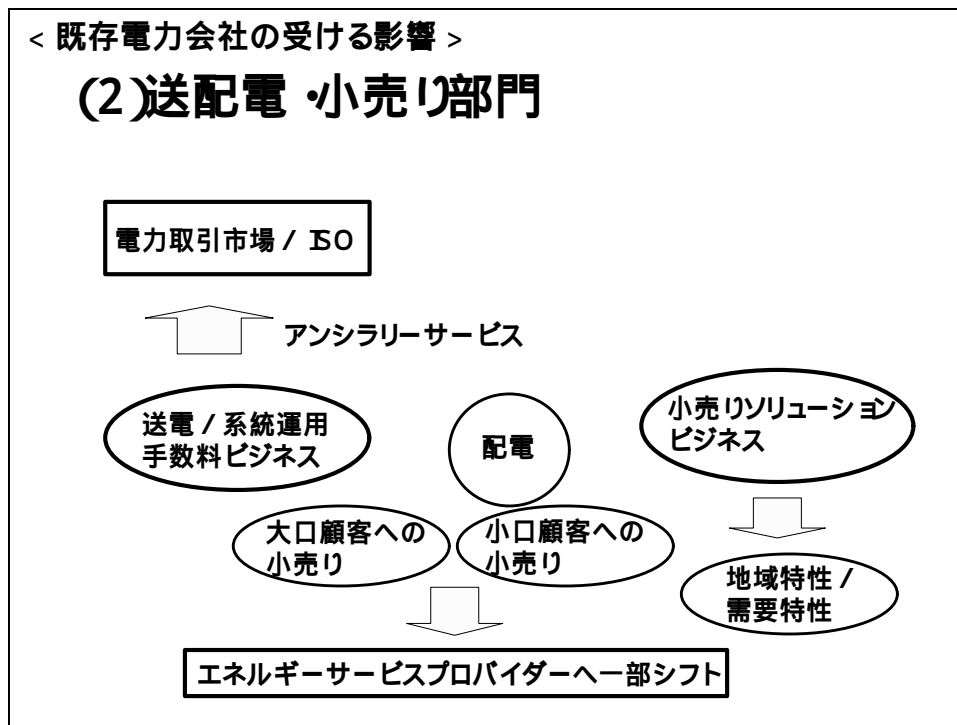 < 既存電力会社の受ける影響 >
(2)送配電・小売り部門
電力取引市場 / ISO
アンシラリーサービス
送電 / 系統運用
手数料ビジネス
配電
小売りソリューション
ビジネス
大口顧客への
小売り
小口顧客への
小売り
地域特性 /
需要特性
エネルギーサービスプロバイダーへ一部シフト